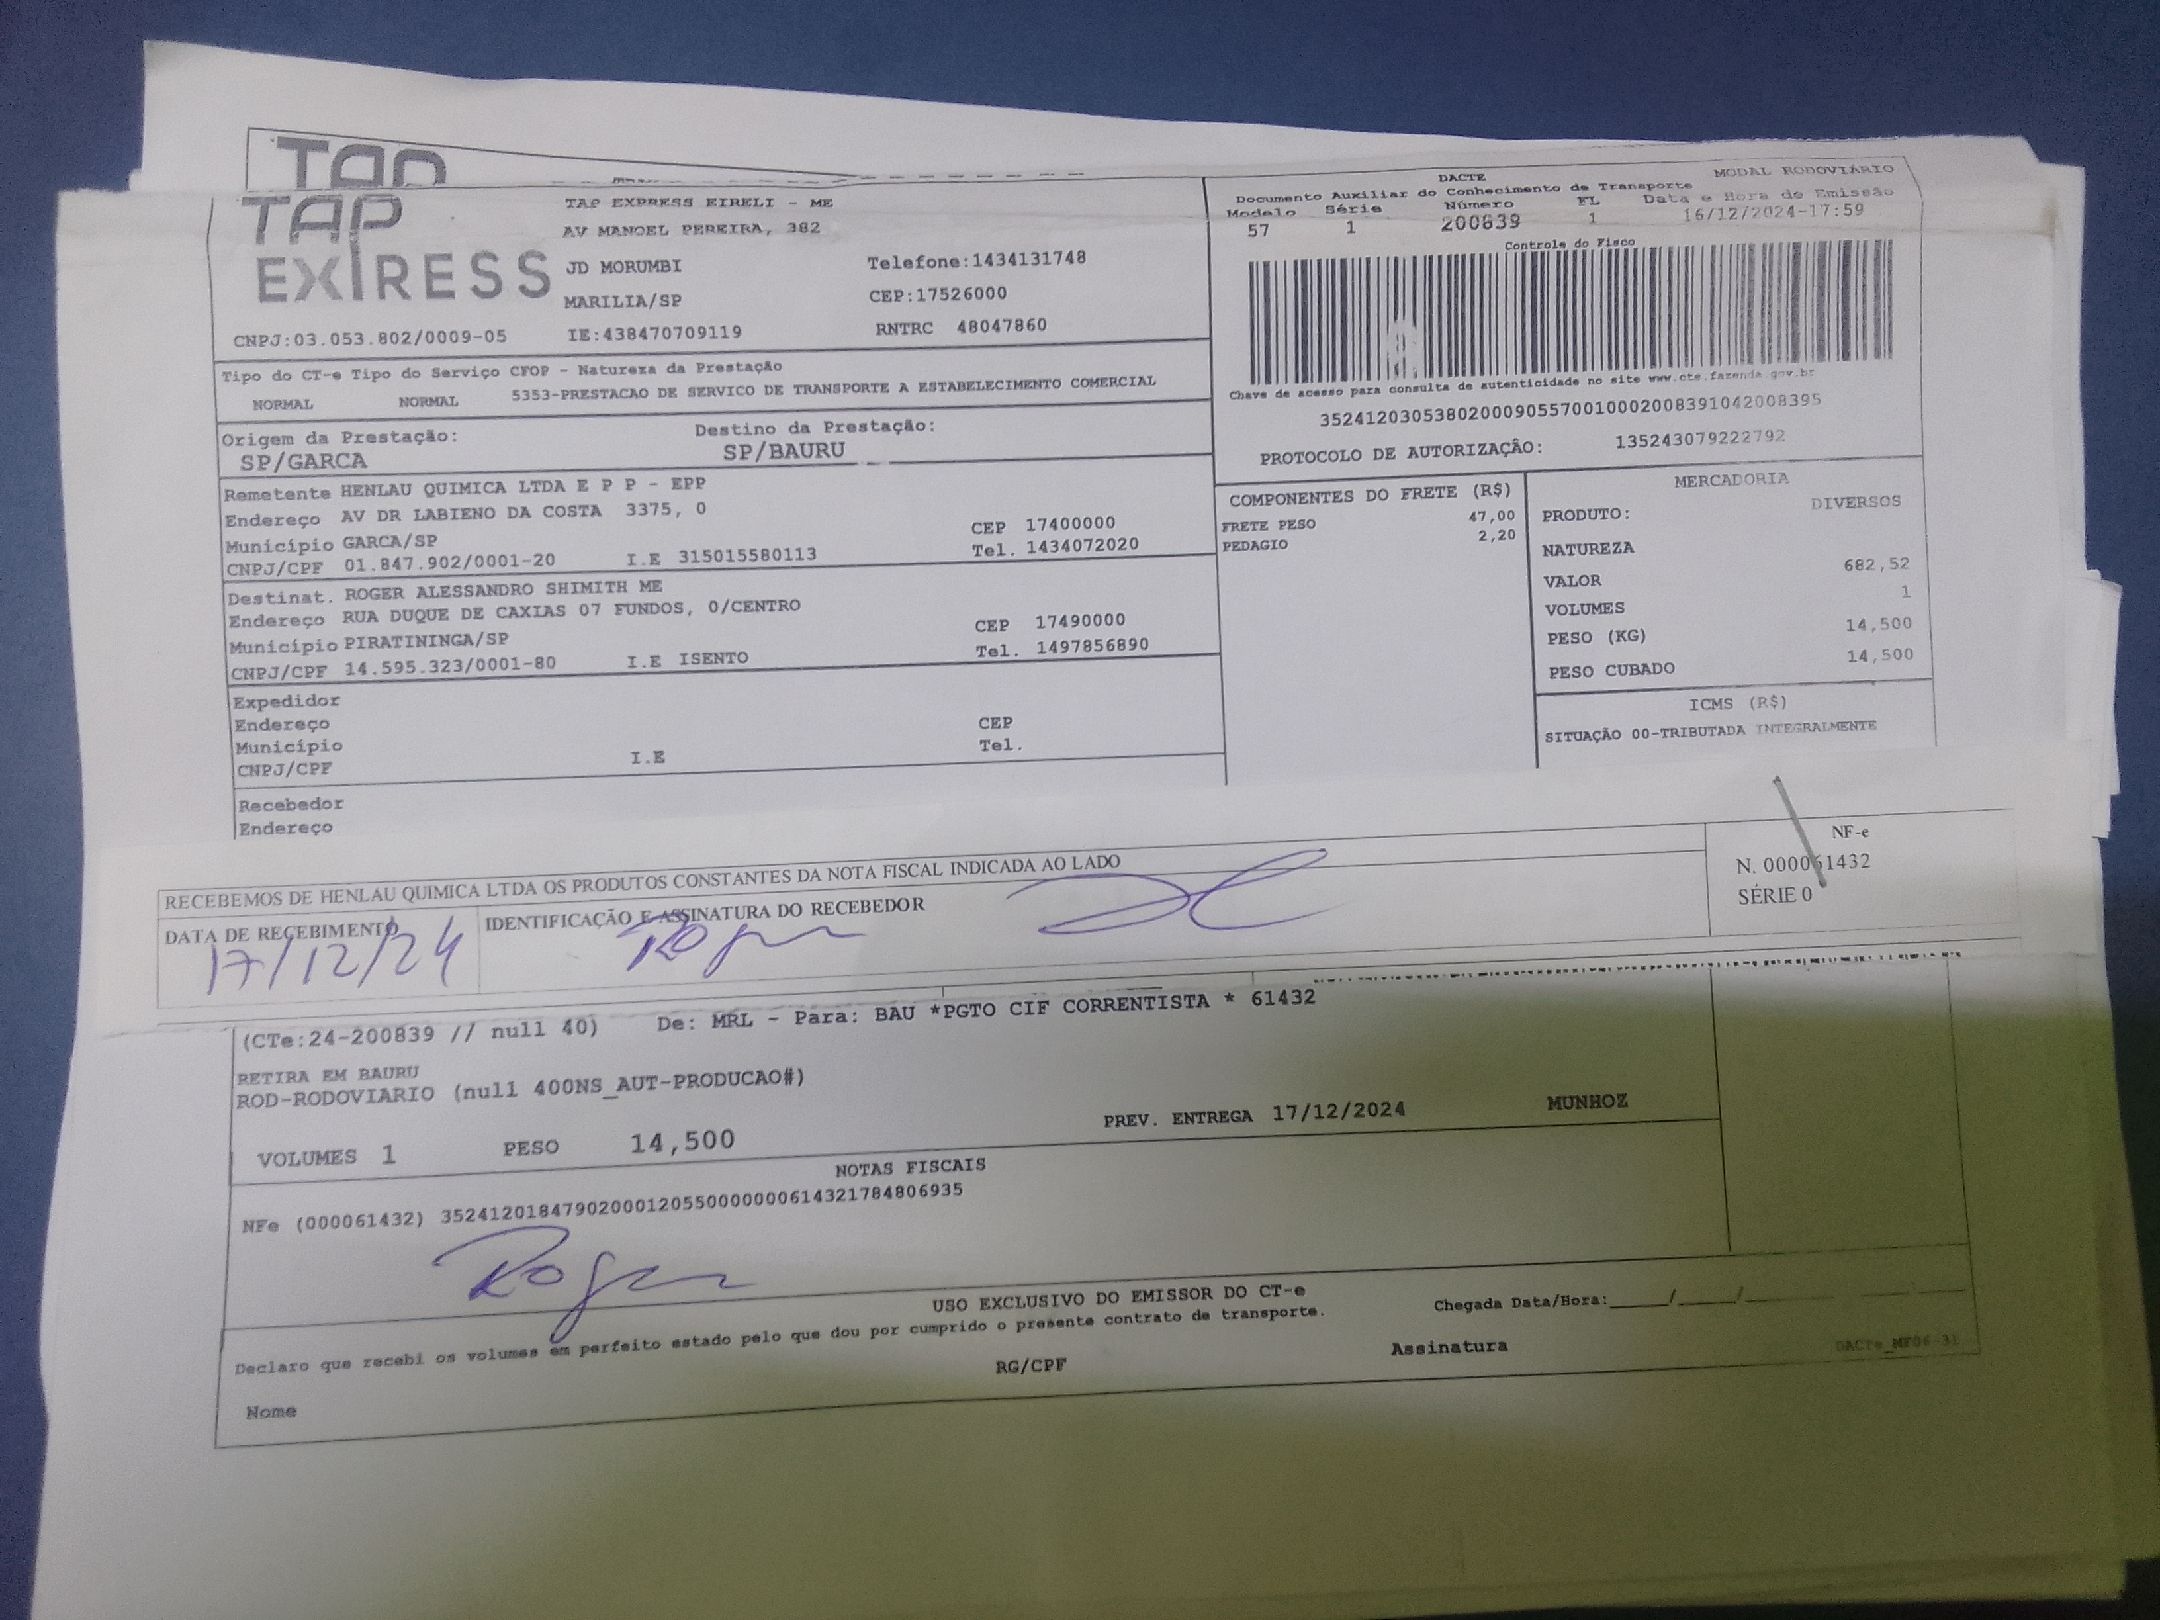 TAP
TAP
EXPRESS
TAP EXPRESS EIRELI - ME
AV MANOEL PEREIRA, 382
JD MORUMBI Telefone:1434131748
MARILIA/SP CEP:17526000
CNPJ:03.053.802/0009-05 IE:438470709119 RNTRC 48047860
DACTE MODAL RODOVIÁRIO
Documento Auxiliar do Conhecimento de Transporte
Modelo Série Número FL Data e Hora de Emissão
57 1 200839 1 16/12/2024-17:59
Controle do Fisco
Chave de acesso para consulta de autenticidade no site www.cte.fazenda.gov.br
35241203053802000905570010002008391042008395
PROTOCOLO DE AUTORIZAÇÃO: 135243079222792
Tipo do CT-e Tipo do Serviço CFOP - Natureza da Prestação
NORMAL NORMAL 5353-PRESTACAO DE SERVICO DE TRANSPORTE A ESTABELECIMENTO COMERCIAL
Origem da Prestação: Destino da Prestação:
SP/GARCA SP/BAURU
Remetente HENLAU QUIMICA LTDA E P P - EPP
Endereço AV DR LABIENO DA COSTA 3375, 0 CEP 17400000
Município GARCA/SP Tel. 1434072020
CNPJ/CPF 01.847.902/0001-20 I.E 315015580113
Destinat. ROGER ALESSANDRO SHIMITH ME
Endereço RUA DUQUE DE CAXIAS 07 FUNDOS, 0/CENTRO CEP 17490000
Município PIRATININGA/SP Tel. 1497856890
CNPJ/CPF 14.595.323/0001-80 I.E ISENTO
Expedidor
Endereço CEP
Município Tel.
CNPJ/CPF I.E
Recebedor
Endereço
COMPONENTES DO FRETE (R$)
FRETE PESO 47,00
PEDAGIO 2,20
MERCADORIA
PRODUTO: DIVERSOS
NATUREZA
VALOR 682,52
VOLUMES 1
PESO (KG) 14,500
PESO CUBADO 14,500
ICMS (R$)
SITUAÇÃO 00-TRIBUTADA INTEGRALMENTE
RECEBEMOS DE HENLAU QUIMICA LTDA OS PRODUTOS CONSTANTES DA NOTA FISCAL INDICADA AO LADO
DATA DE RECEBIMENTO IDENTIFICAÇÃO E ASSINATURA DO RECEBEDOR
17/12/24 Roger
NF-e
N. 000061432
SÉRIE 0
(CTe:24-200839 // null 40) De: MRL - Para: BAU *PGTO CIF CORRENTISTA * 61432
RETIRA EM BAURU
ROD-RODOVIARIO (null 400NS_AUT-PRODUCAO#)
PREV. ENTREGA 17/12/2024 MUNHOZ
VOLUMES 1 PESO 14,500
NOTAS FISCAIS
NFe (000061432) 35241201847902000120550000000614321784806935
Roger
USO EXCLUSIVO DO EMISSOR DO CT-e
Declaro que recebi os volumes em perfeito estado pelo que dou por cumprido o presente contrato de transporte.
Chegada Data/Hora:_____/_____/
Nome RG/CPF Assinatura
DACTe_MF06-31